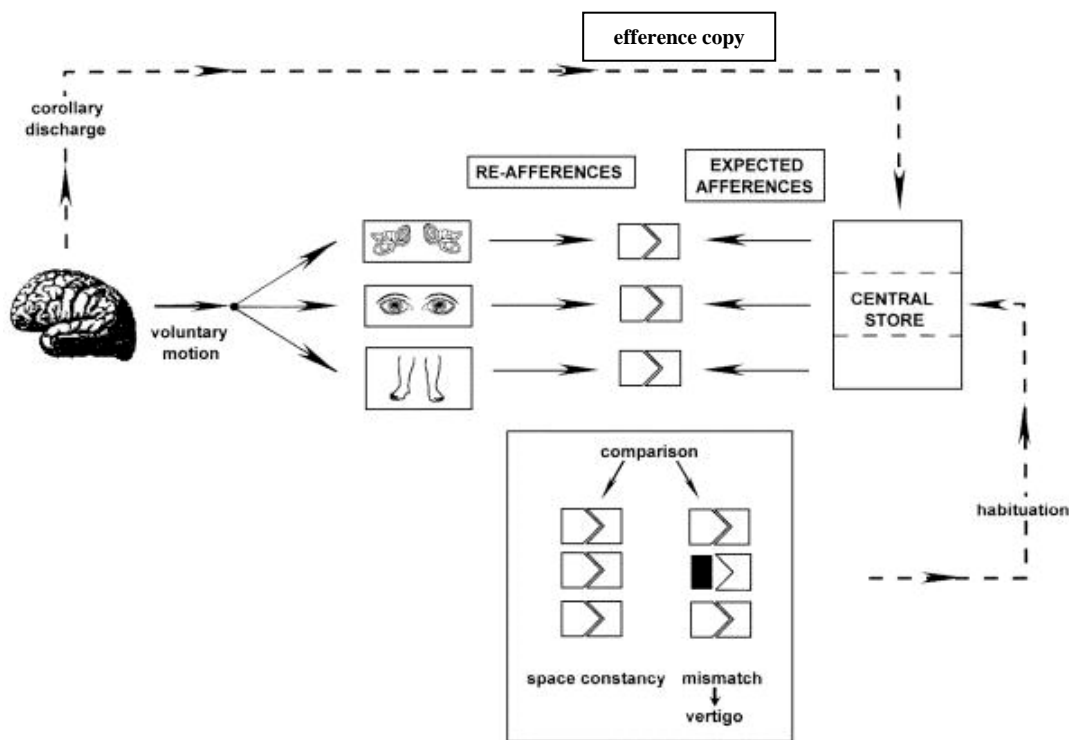 efference copy
corollary
discharge
RE-AFFERENCES
EXPECTED
AFFERENCES
voluntary
motion
CENTRAL
STORE
comparison
habituation
space constancy
mismatch
vertigo